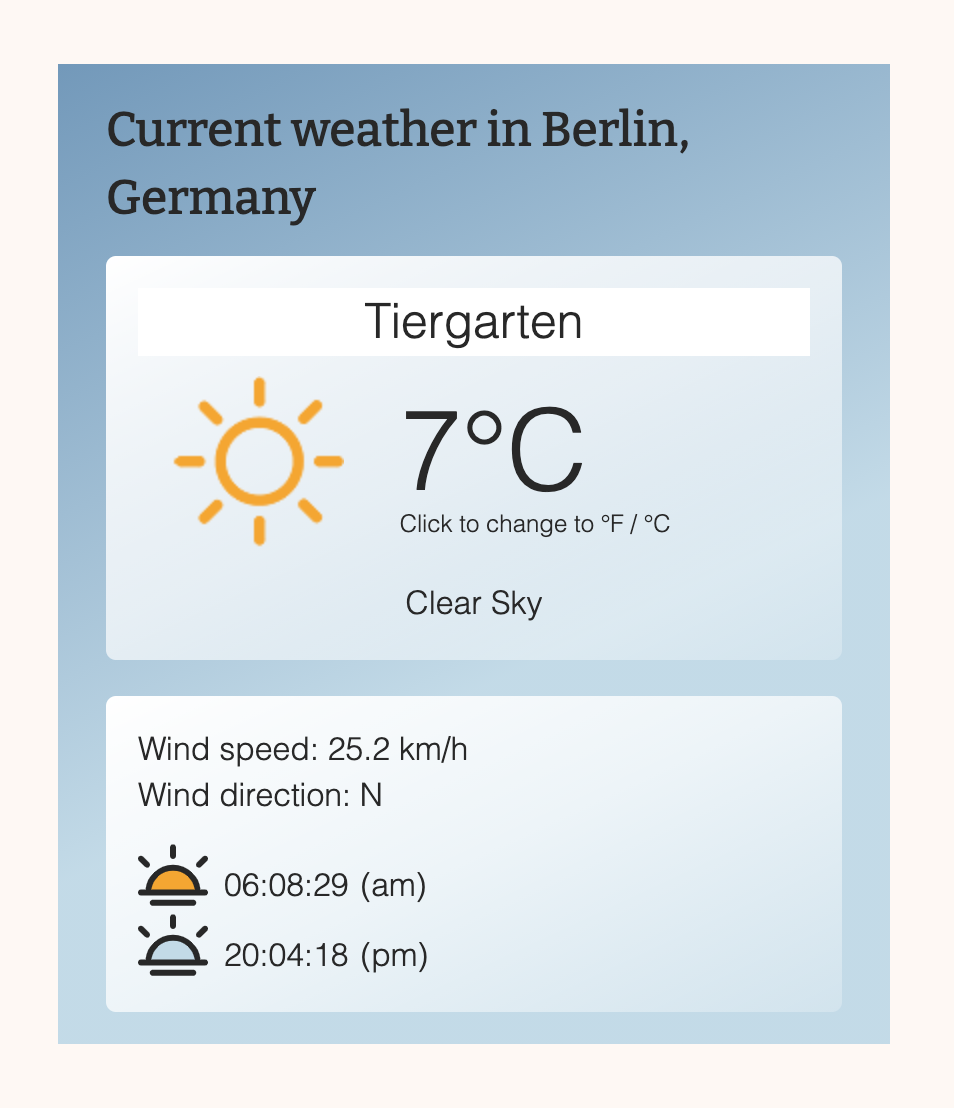 Current weather in Berlin,
Germany
Tiergarten
7°C
Click to change to °F / °C
Clear Sky
Wind speed: 25.2 km/h
Wind direction: N
06:08:29 (am)
20:04:18 (pm)